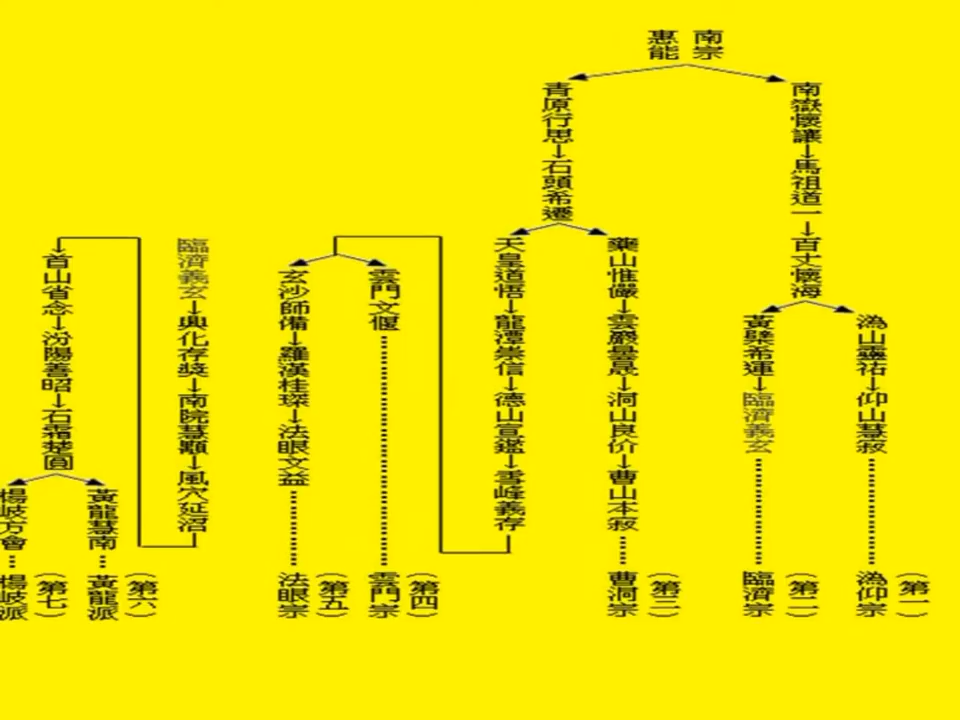 南宗
惠能
南嶽懷讓→馬祖道一→百丈懷海
溈山靈祐→仰山慧寂
(第一)
溈仰宗
黃檗希運→臨濟義玄
(第二)
臨濟宗
青原行思→石頭希遷
藥山惟儼→雲巖曇晟→洞山良价→曹山本寂
(第三)
曹洞宗
天皇道悟→龍潭崇信→德山宣鑑→雪峰義存
雲門文偃
(第四)
雲門宗
玄沙師備→羅漢桂琛→法眼文益
(第五)
法眼宗
臨濟義玄→興化存獎→南院慧顒→風穴延沼
首山省念→汾陽善昭→石霜楚圓
黃龍慧南
(第六)
黃龍派
楊岐方會
(第七)
楊岐派